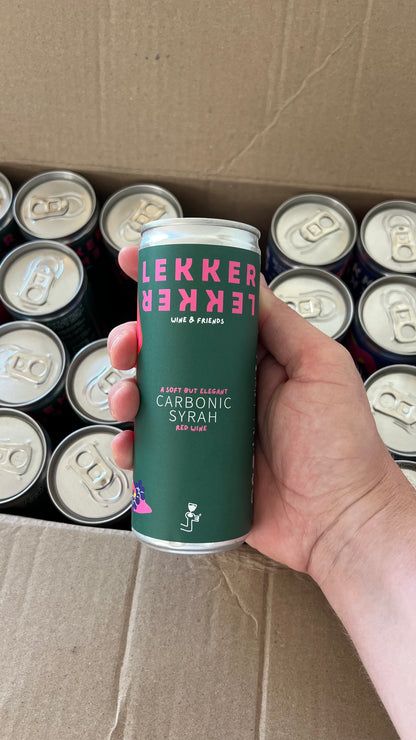 LEKKER
LEKKER
WINE & FRIENDS
A SOFT BUT ELEGANT
CARBONIC
SYRAH
RED WINE